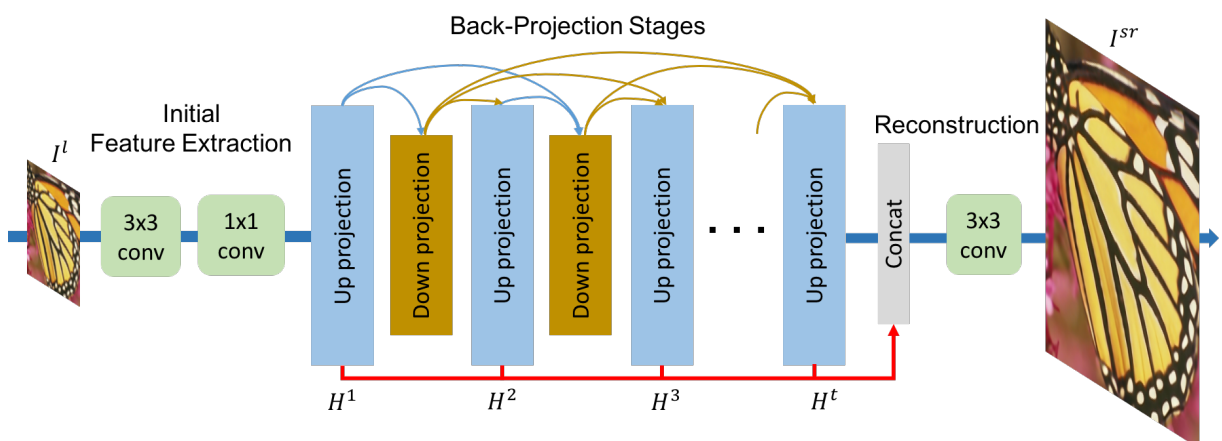 Back-Projection Stages
Initial
Feature Extraction
I^l
3x3
conv
1x1
conv
Up projection
Down projection
Up projection
Down projection
Up projection
. . .
Up projection
Reconstruction
Concat
3x3
conv
I^{sr}
H^1
H^2
H^3
H^t